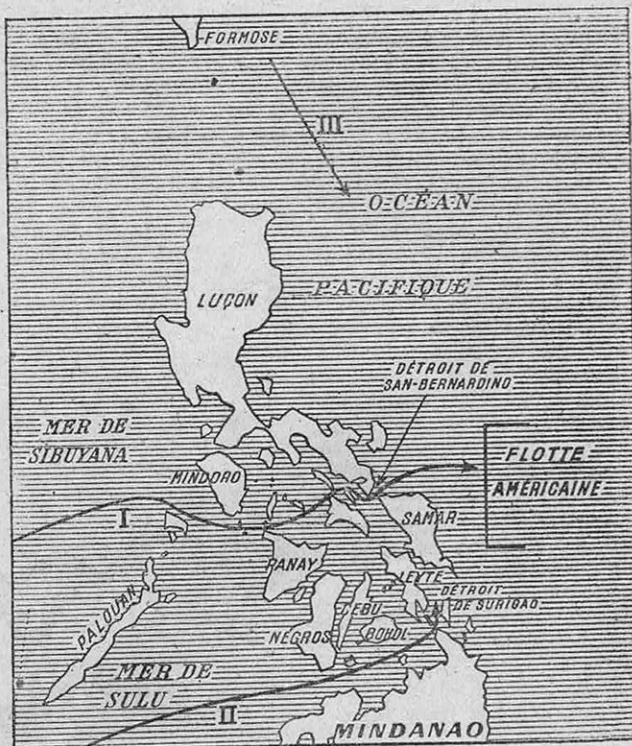 FORMOSE
III
OCÉAN
PACIFIQUE
LUÇON
DÉTROIT DE
SAN-BERNARDINO
MER DE
SIBUYANA
MINDORO
FLOTTE
AMÉRICAINE
I
SAMAR
PANAY
LEYTE
DÉTROIT
DE SURIGAO
CEBU
PALOUAN
NÉGROS
BOHOL
MER DE
SULU
II
MINDANAO